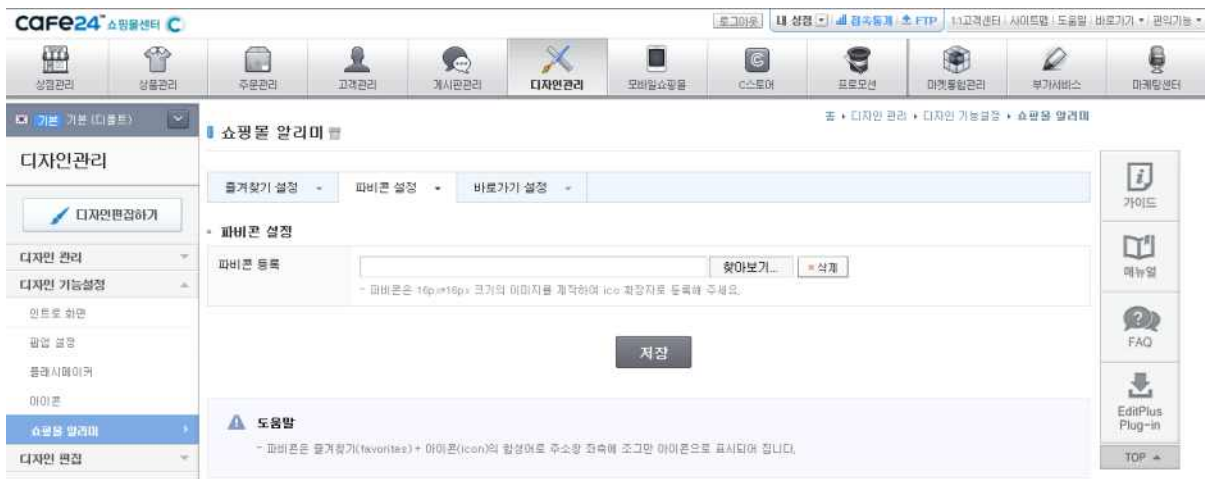 cafe24 쇼핑몰센터
로그아웃 내 상점 접속통계 FTP 1:1고객센터 사이트맵 도움말 바로가기 편의기능
상점관리 상품관리 주문관리 고객관리 게시판관리 디자인관리 모바일쇼핑몰 C스토어 프로모션 마켓통합관리 부가서비스 마케팅센터
기본 기본 (디폴트)
홈 디자인 관리 디자인 기능설정 쇼핑몰 알리미
쇼핑몰 알리미
디자인관리
즐겨찾기 설정 파비콘 설정 바로가기 설정
가이드
디자인편집하기
파비콘 설정
디자인 관리
파비콘 등록 찾아보기... 삭제
매뉴얼
디자인 기능설정
- 파비콘은 16px*16px 크기의 이미지를 제작하여 ico 확장자로 등록해 주세요.
인트로 화면
팝업 설정
저장
FAQ
플래시메이커
아이콘
쇼핑몰 알리미
도움말
EditPlus
Plug-in
- 파비콘은 즐겨찾기(favorites) + 아이콘(icon)의 합성어로 주소창 좌측에 조그만 아이콘으로 표시되어 집니다.
디자인 편집
TOP